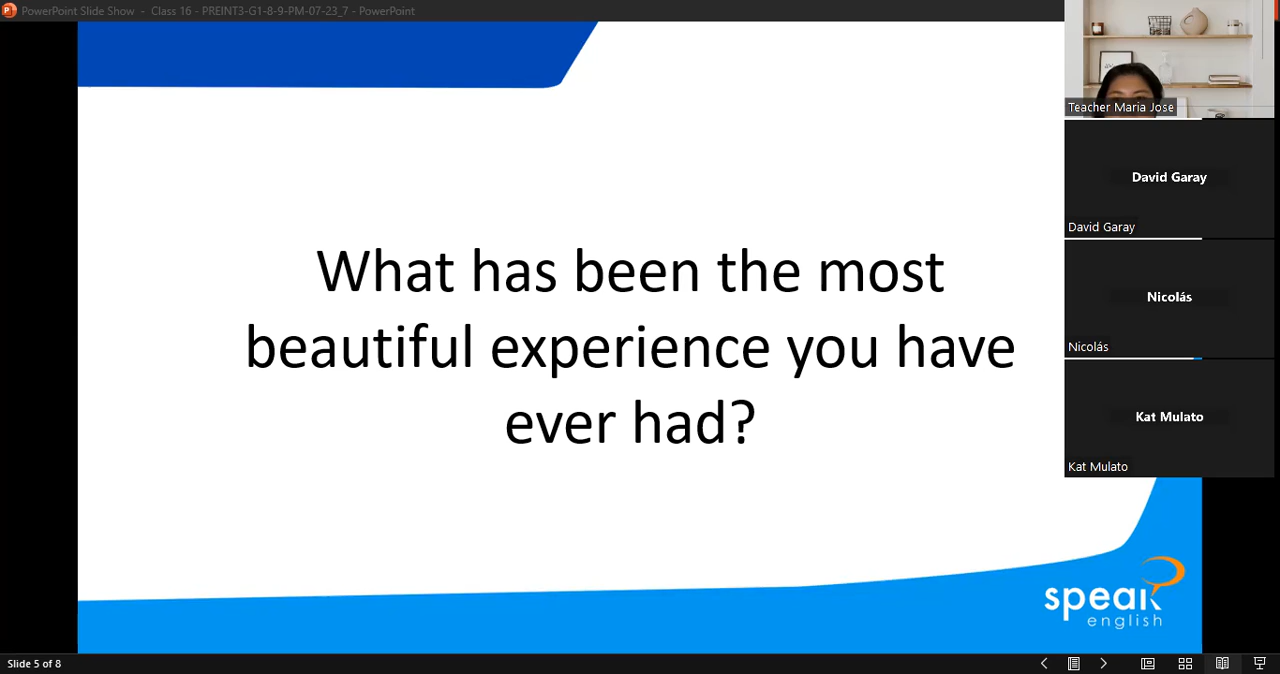 PowerPoint Slide Show - Class 16 - PREINT3-G1-8-9-PM-07-23_7 - PowerPoint
What has been the most
beautiful experience you have
ever had?
Teacher Maria Jose
David Garay
David Garay
Nicolás
Nicolás
Kat Mulato
Kat Mulato
speak
english
Slide 5 of 8